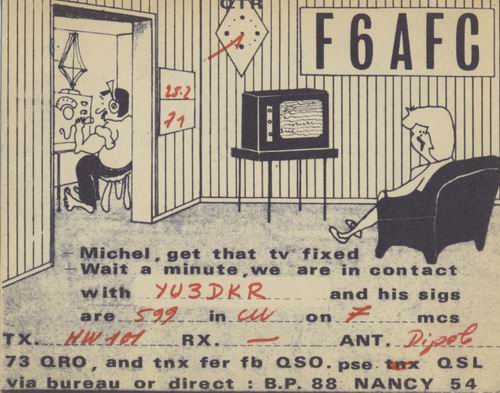 QTR
F6AFC
28.2
71
- Michel, get that tv fixed
- Wait a minute, we are in contact
with YU3DKR and his sigs
are 599 in CW on 7 mcs
TX. HW101 RX. — ANT. Dipole
73 QRO, and tnx fer fb QSO. pse tnx QSL
via bureau or direct : B.P. 88 NANCY 54